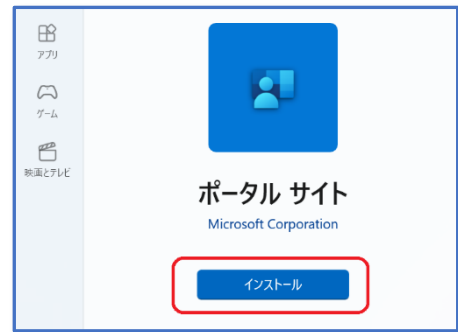 アプリ
ゲーム
映画とテレビ
ポータル サイト
Microsoft Corporation
インストール